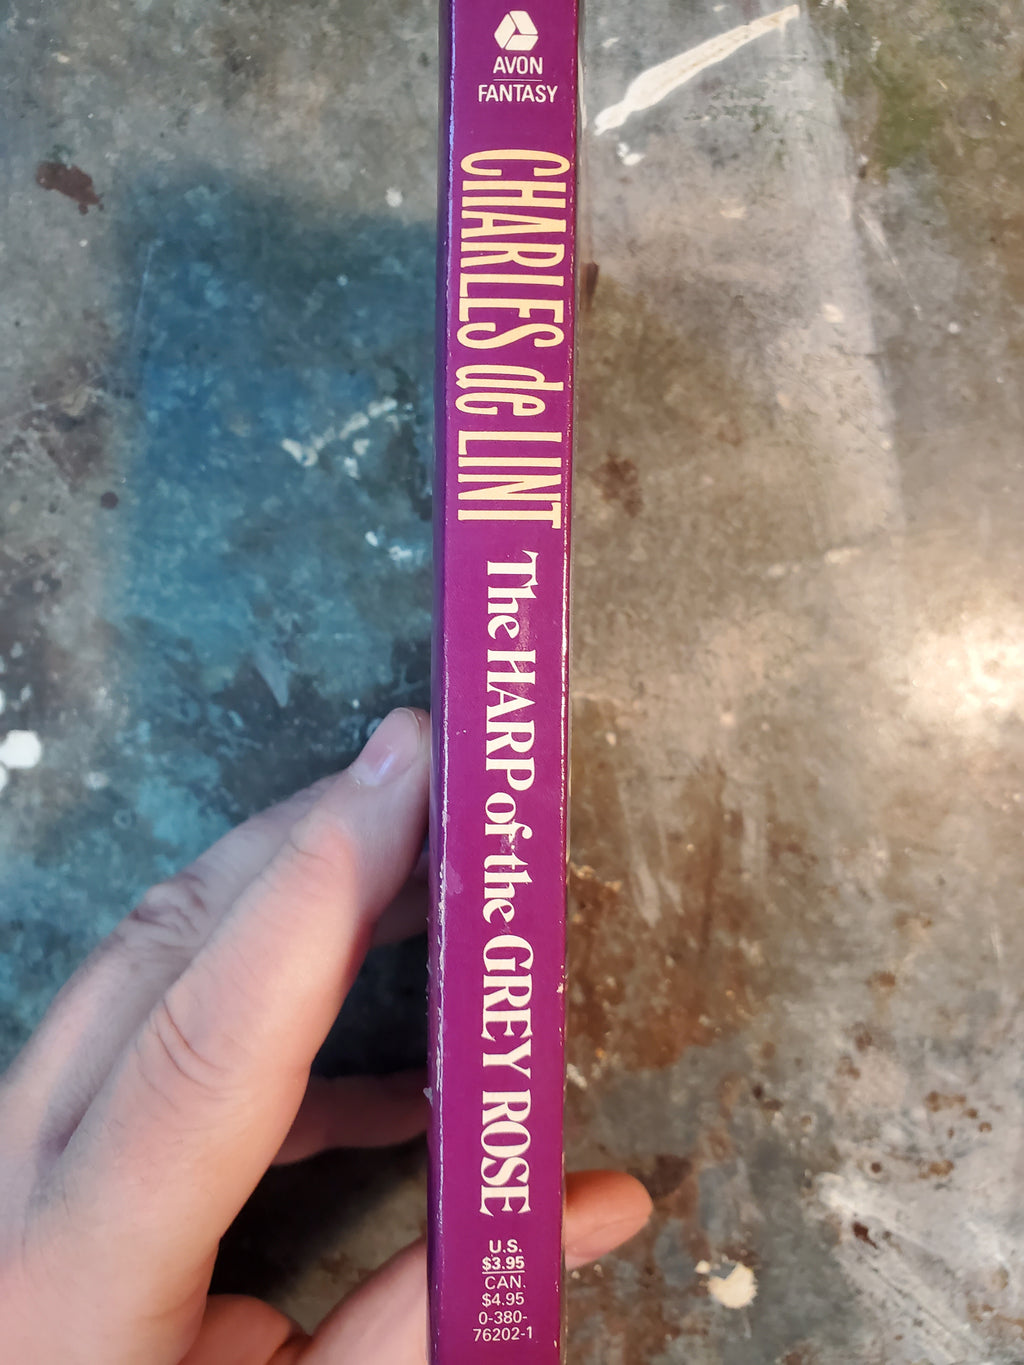 AVON
FANTASY
CHARLES de LINT
The HARP of the GREY ROSE
U.S.
$3.95
CAN.
$4.95
0-380-
76202-1